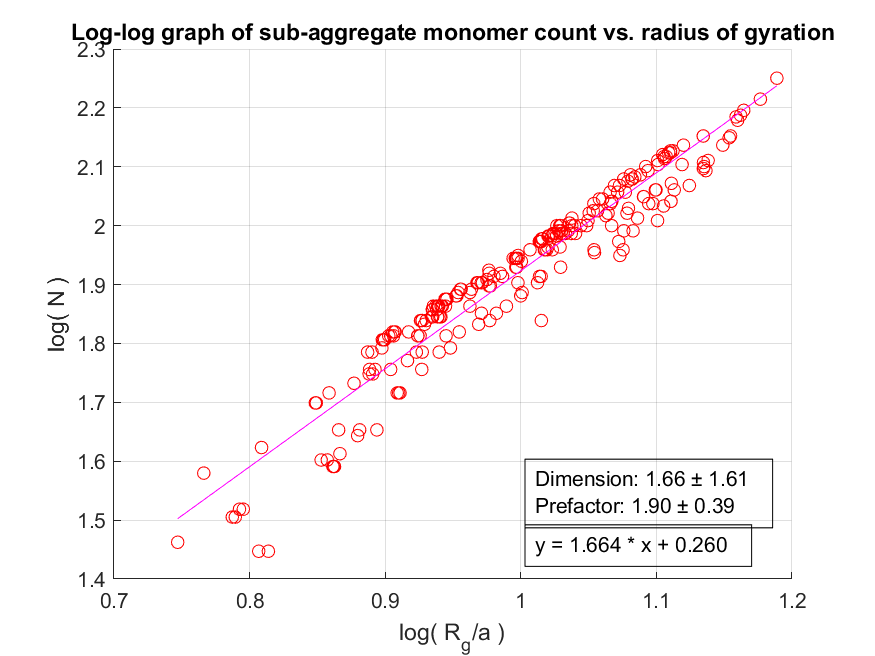 Log-log graph of sub-aggregate monomer count vs. radius of gyration
2.3
2.2
2.1
2
1.9
1.8
1.7
1.6
1.5
1.4
log( N )
Dimension: 1.66 ± 1.61
Prefactor: 1.90 ± 0.39
y = 1.664 * x + 0.260
0.7 0.8 0.9 1 1.1 1.2
log( R_g/a )